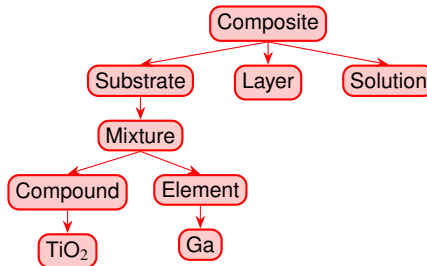 Composite
Substrate
Layer
Solution
Mixture
Compound
Element
TiO₂
Ga